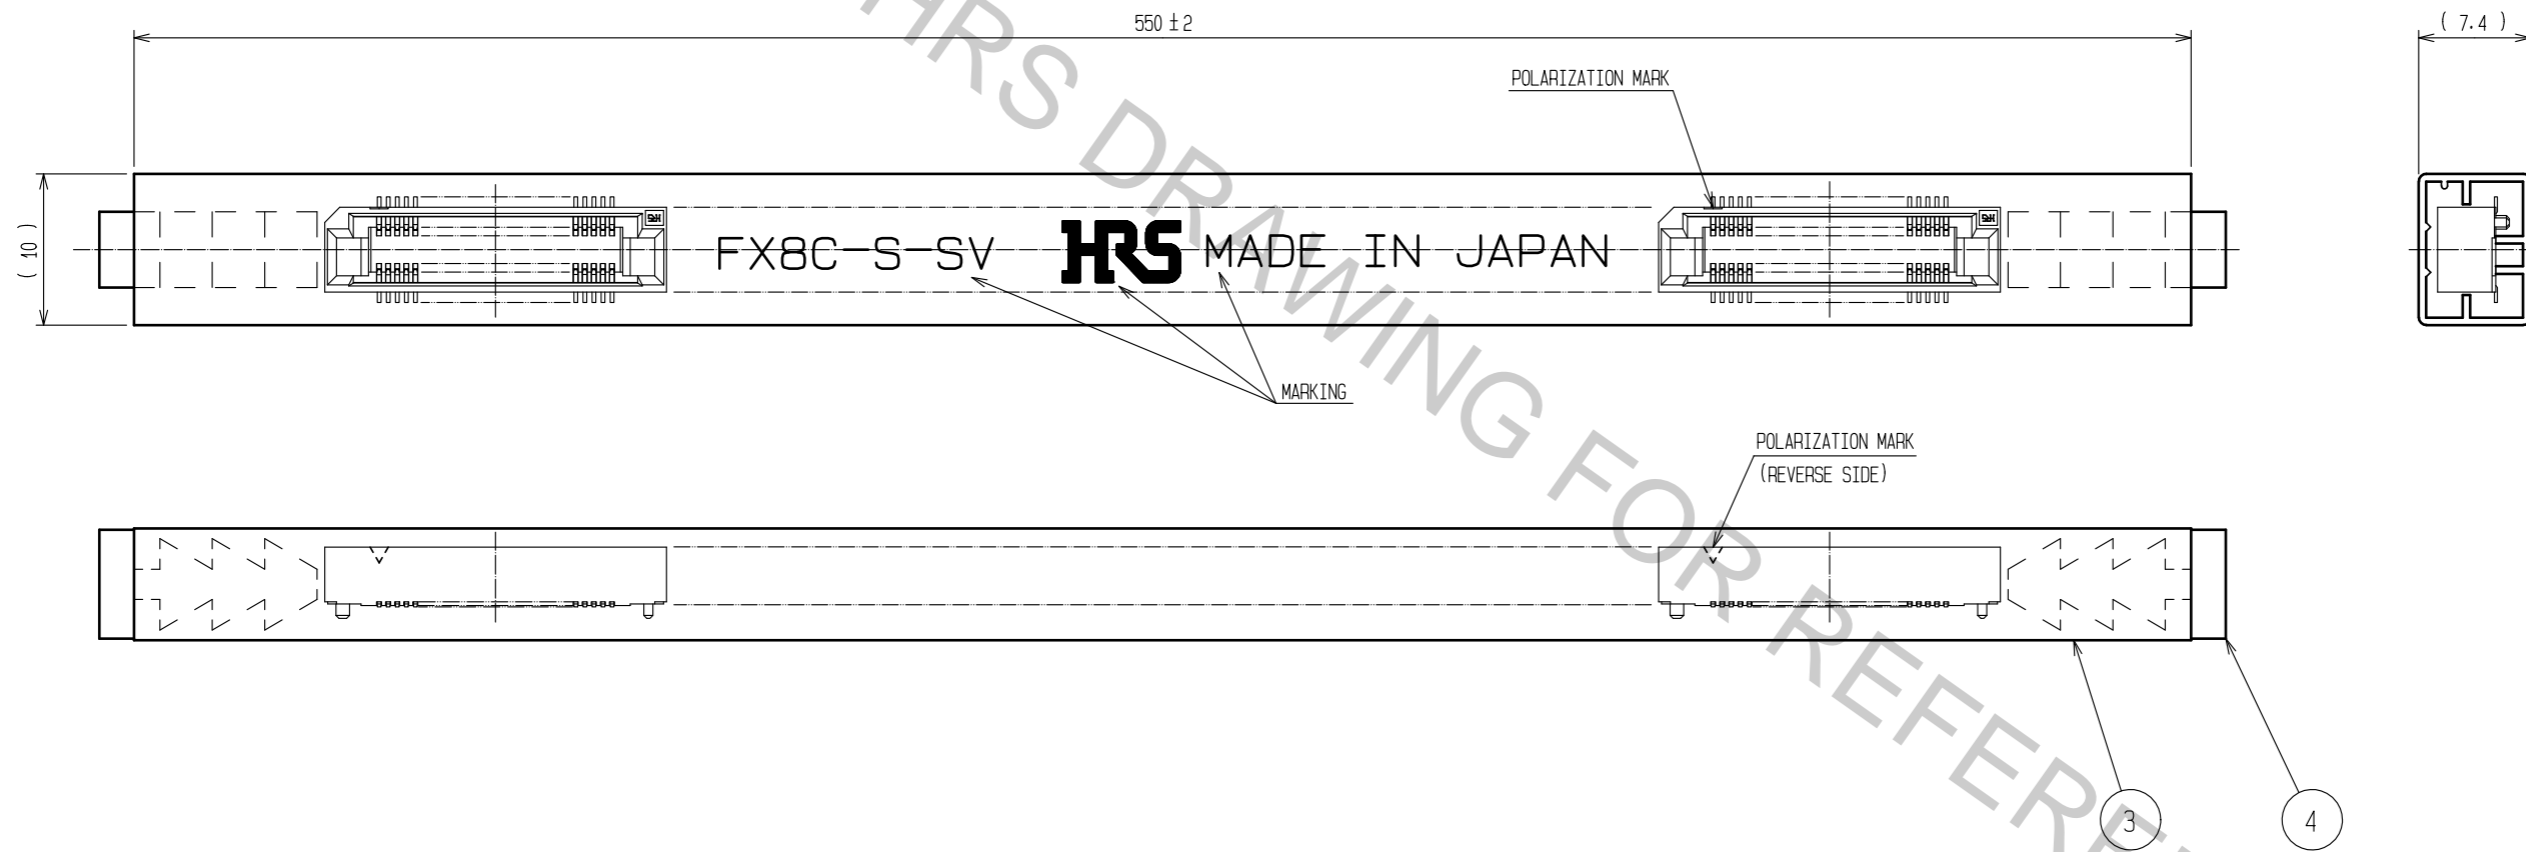 550 ±2
( 7.4 )
POLARIZATION MARK
( 10 )
FX8C-S-SV HRS MADE IN JAPAN
MARKING
POLARIZATION MARK
(REVERSE SIDE)
3
4
HRS DRAWING FOR